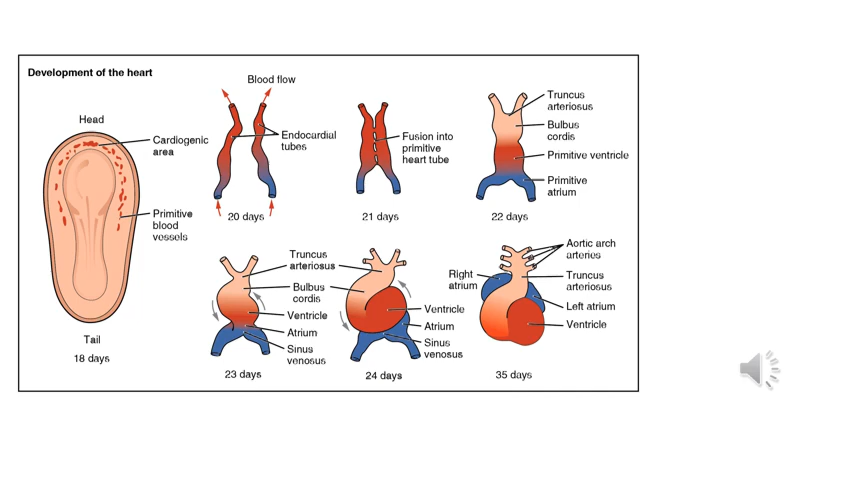 Development of the heart
Head
Cardiogenic
area
Primitive
blood
vessels
Tail
18 days
Blood flow
Endocardial
tubes
20 days
Fusion into
primitive
heart tube
21 days
Truncus
arteriosus
Bulbus
cordis
Primitive ventricle
Primitive
atrium
22 days
Truncus
arteriosus
Bulbus
cordis
Ventricle
Atrium
Sinus
venosus
23 days
Ventricle
Atrium
Sinus
venosus
24 days
Right
atrium
Aortic arch
arteries
Truncus
arteriosus
Left atrium
Ventricle
35 days